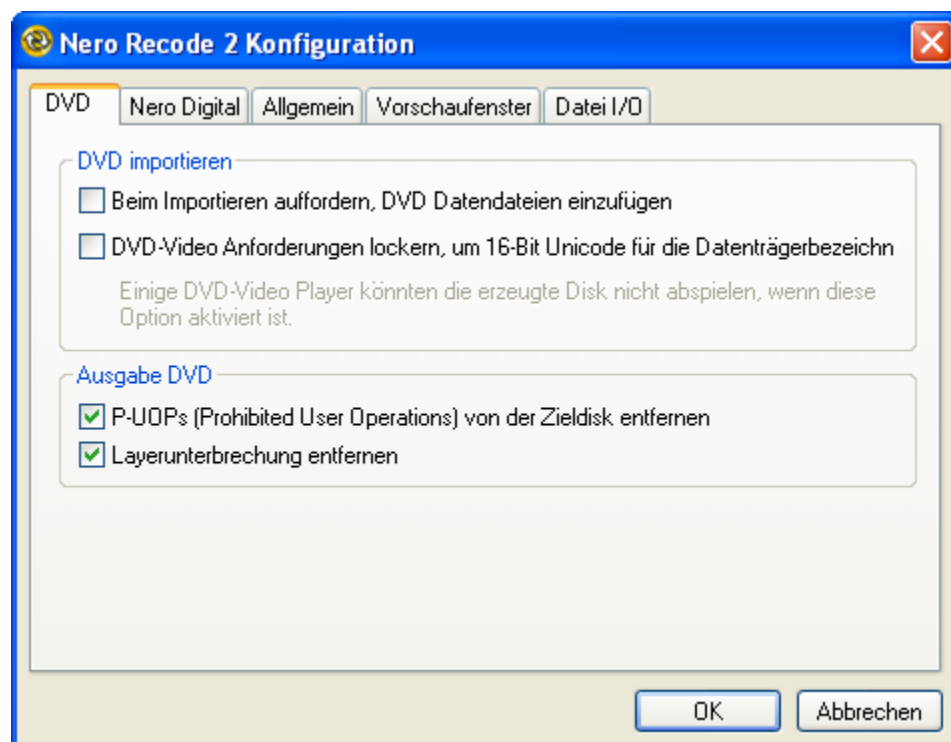 Nero Recode 2 Konfiguration
DVD
Nero Digital
Allgemein
Vorschaufenster
Datei I/O
DVD importieren
Beim Importieren auffordern, DVD Datendateien einzufügen
DVD-Video Anforderungen lockern, um 16-Bit Unicode für die Datenträgerbezeichn
Einige DVD-Video Player könnten die erzeugte Disk nicht abspielen, wenn diese
Option aktiviert ist.
Ausgabe DVD
P-UOPs (Prohibited User Operations) von der Zieldisk entfernen
Layerunterbrechung entfernen
OK
Abbrechen